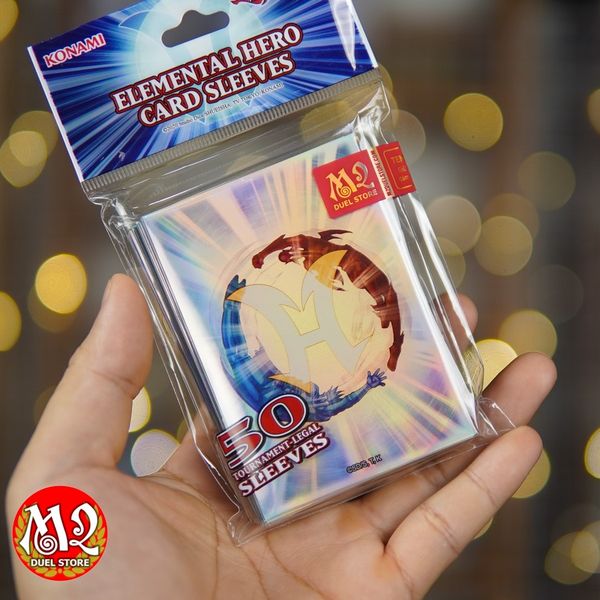 KONAMI
ELEMENTAL HERO
CARD SLEEVES
H
M2
DUEL STORE
50
TOURNAMENT-LEGAL
SLEEVES
M2
DUEL STORE